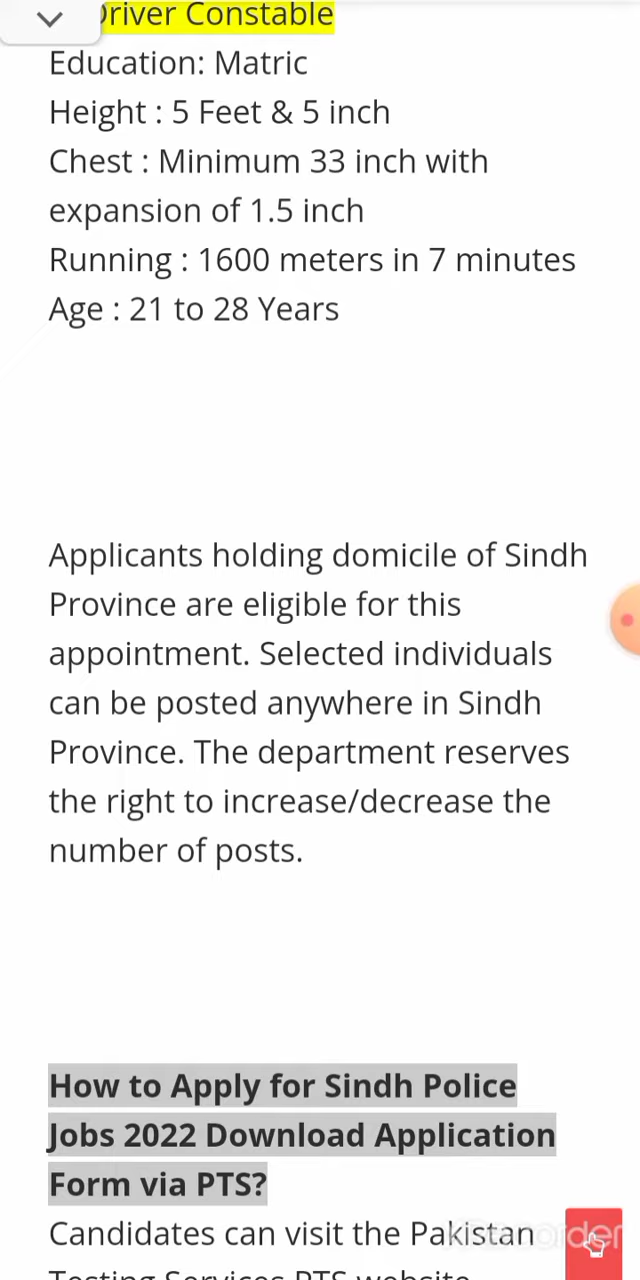 Driver Constable
Education: Matric
Height : 5 Feet & 5 inch
Chest : Minimum 33 inch with
expansion of 1.5 inch
Running : 1600 meters in 7 minutes
Age : 21 to 28 Years
Applicants holding domicile of Sindh
Province are eligible for this
appointment. Selected individuals
can be posted anywhere in Sindh
Province. The department reserves
the right to increase/decrease the
number of posts.
How to Apply for Sindh Police
Jobs 2022 Download Application
Form via PTS?
Candidates can visit the Pakistan
Testing Services PTS website